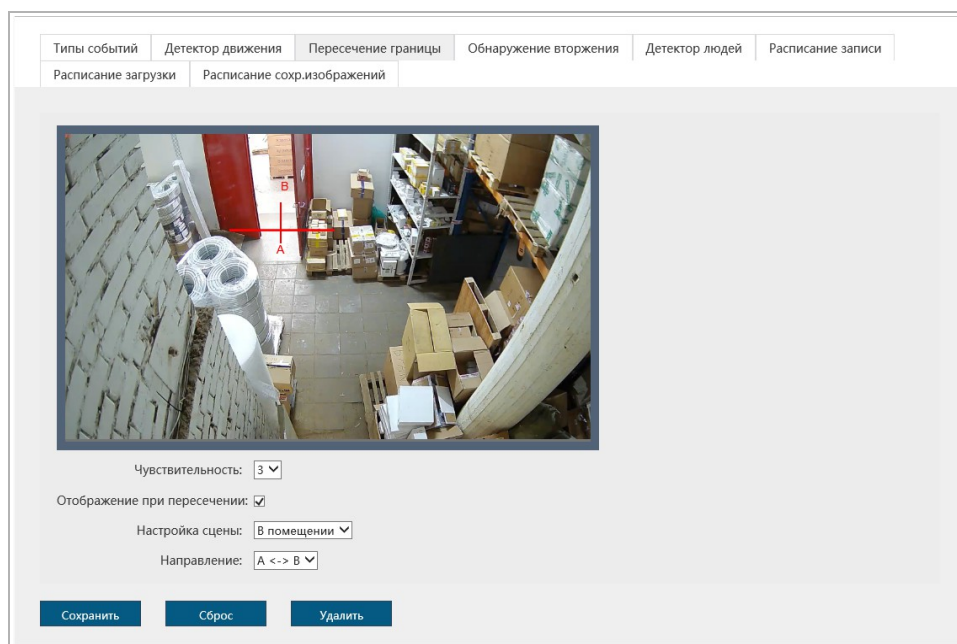 Типы событий Детектор движения Пересечение границы Обнаружение вторжения Детектор людей Расписание записи
Расписание загрузки Расписание сохр.изображений
B
A
Чувствительность: 3
Отображение при пересечении:
Настройка сцены: В помещении
Направление: A <-> B
Сохранить Сброс Удалить